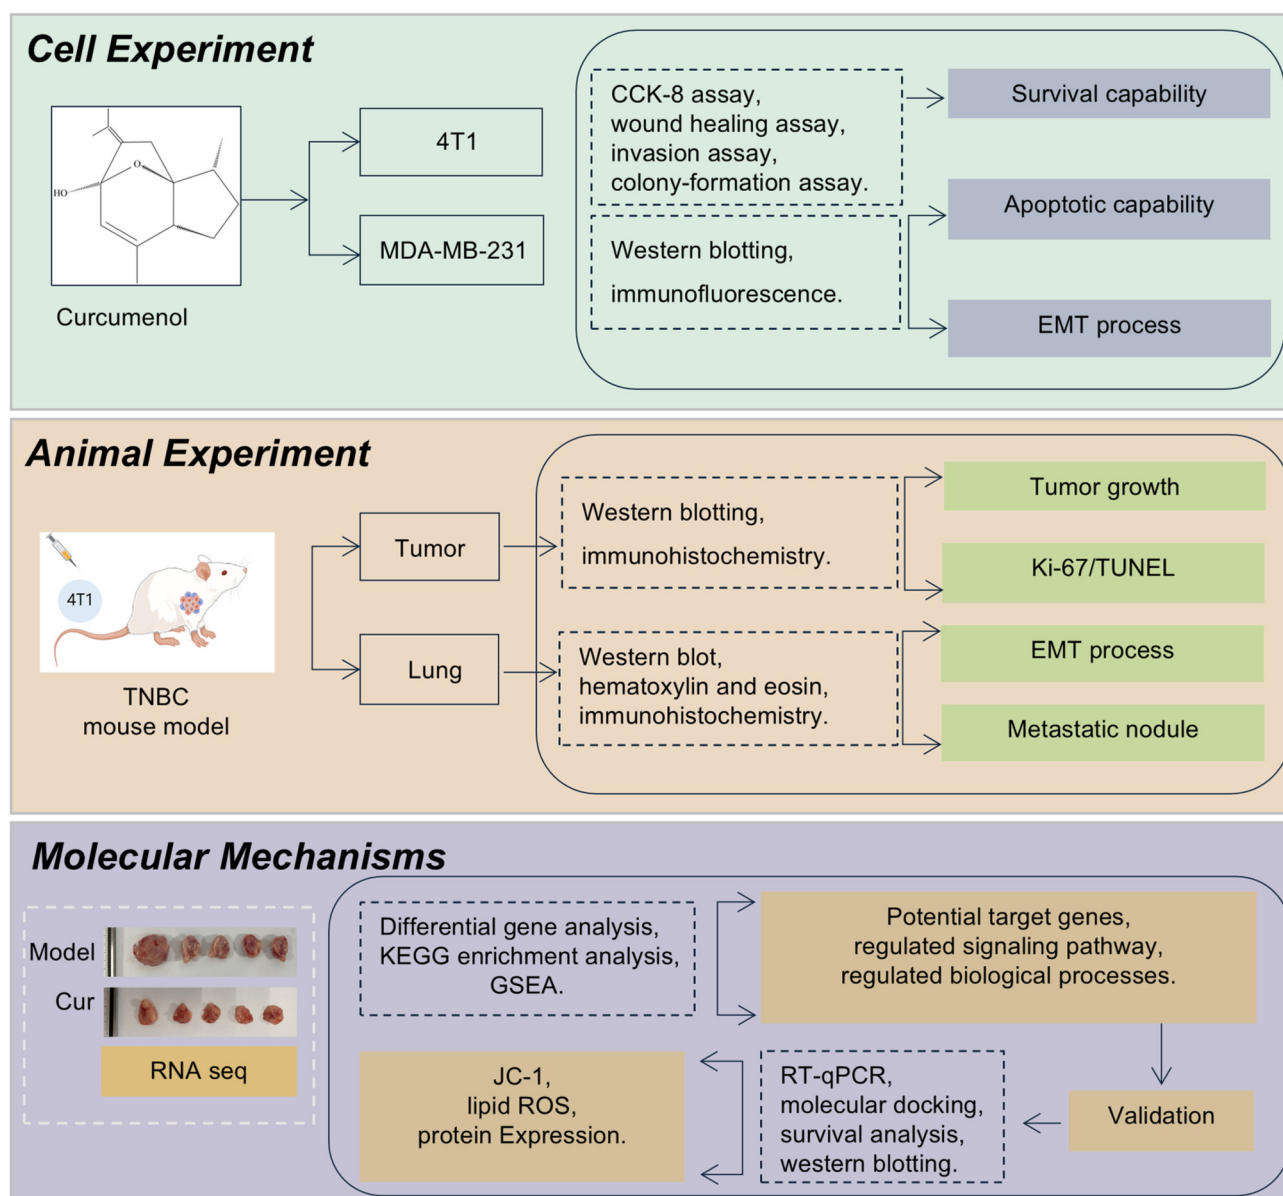 Cell Experiment
O
HO
Curcumenol
4T1
MDA-MB-231
CCK-8 assay,
wound healing assay,
invasion assay,
colony-formation assay.
Western blotting,
immunofluorescence.
Survival capability
Apoptotic capability
EMT process
Animal Experiment
4T1
TNBC
mouse model
Tumor
Lung
Western blotting,
immunohistochemistry.
Western blot,
hematoxylin and eosin,
immunohistochemistry.
Tumor growth
Ki-67/TUNEL
EMT process
Metastatic nodule
Molecular Mechanisms
Model
Cur
RNA seq
Differential gene analysis,
KEGG enrichment analysis,
GSEA.
Potential target genes,
regulated signaling pathway,
regulated biological processes.
JC-1,
lipid ROS,
protein Expression.
RT-qPCR,
molecular docking,
survival analysis,
western blotting.
Validation